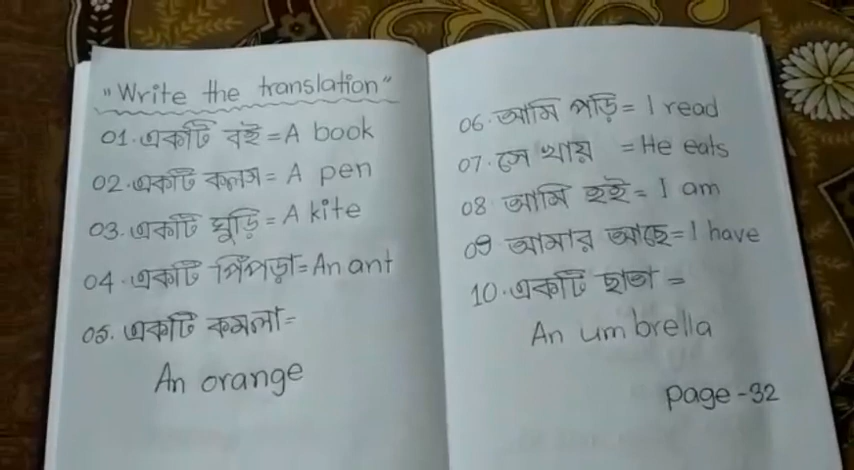 "Write the translation"
01. একটি বই = A book
02. একটি কলম = A pen
03. একটি ঘুড়ি = A kite
04. একটি পিঁপড়া = An ant
05. একটি কমলা =
An orange
06. আমি পড়ি = I read
07. সে খায় = He eats
08. আমি হই = I am
09. আমার আছে = I have
10. একটি ছাতা =
An umbrella
page - 32